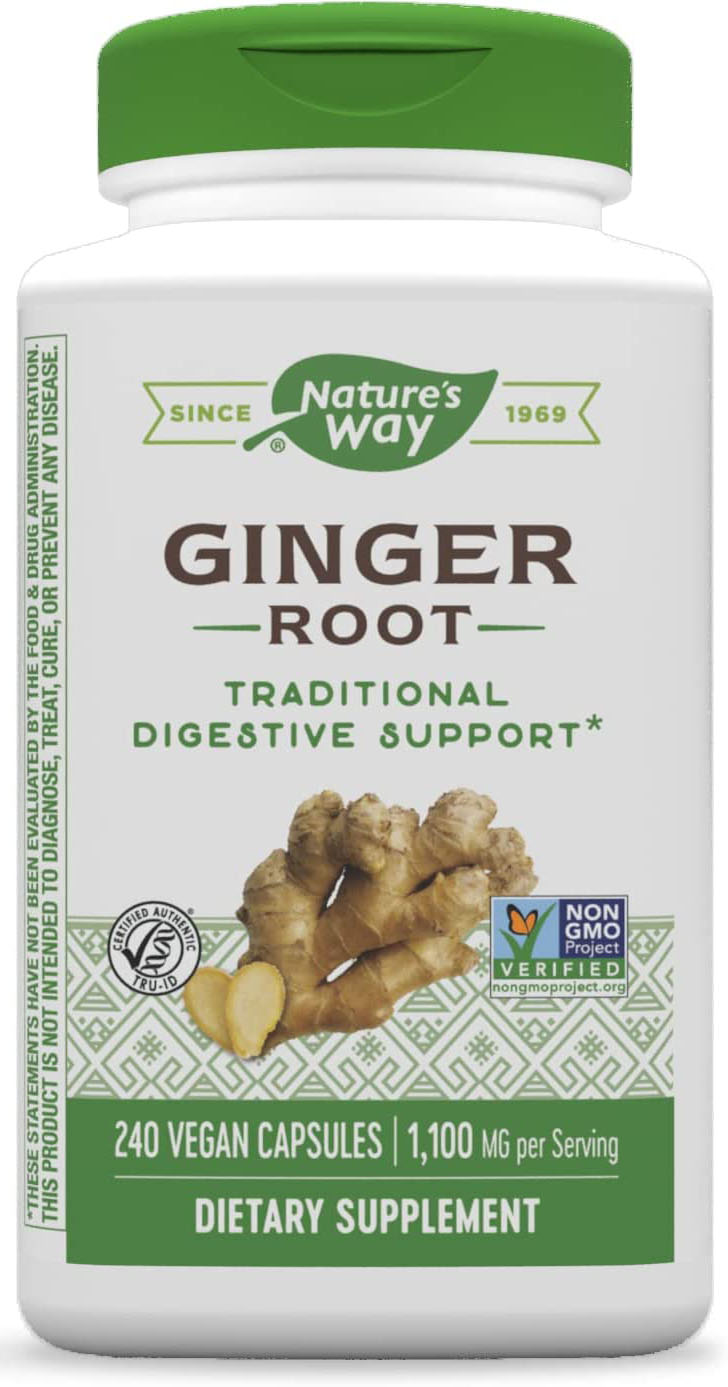 SINCE
Nature's
way
®
1969
GINGER
ROOT
TRADITIONAL
DIGESTIVE SUPPORT*
CERTIFIED AUTHENTIC®
TRU-ID
NON
GMO
Project
VERIFIED
nongmoproject.org
240 VEGAN CAPSULES | 1,100 MG per Serving
DIETARY SUPPLEMENT
*THESE STATEMENTS HAVE NOT BEEN EVALUATED BY THE FOOD & DRUG ADMINISTRATION.
THIS PRODUCT IS NOT INTENDED TO DIAGNOSE, TREAT, CURE, OR PREVENT ANY DISEASE.